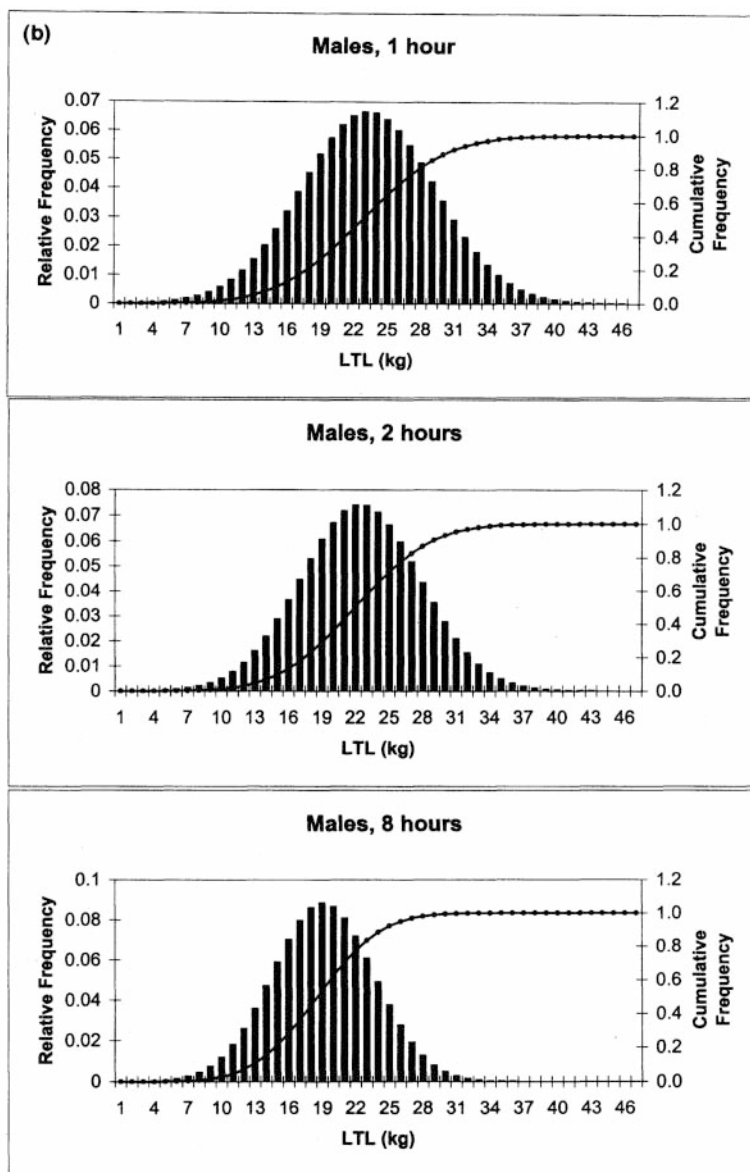 (b)
Males, 1 hour
Relative Frequency
0.07
0.06
0.05
0.04
0.03
0.02
0.01
0
1.2
1.0
0.8
0.6
0.4
0.2
0.0
Cumulative
Frequency
1 4 7 10 13 16 19 22 25 28 31 34 37 40 43 46
LTL (kg)
Males, 2 hours
Relative Frequency
0.08
0.07
0.06
0.05
0.04
0.03
0.02
0.01
0
1.2
1.0
0.8
0.6
0.4
0.2
0.0
Cumulative
Frequency
1 4 7 10 13 16 19 22 25 28 31 34 37 40 43 46
LTL (kg)
Males, 8 hours
Relative Frequency
0.1
0.08
0.06
0.04
0.02
0
1.2
1.0
0.8
0.6
0.4
0.2
0.0
Cumulative
Frequency
1 4 7 10 13 16 19 22 25 28 31 34 37 40 43 46
LTL (kg)